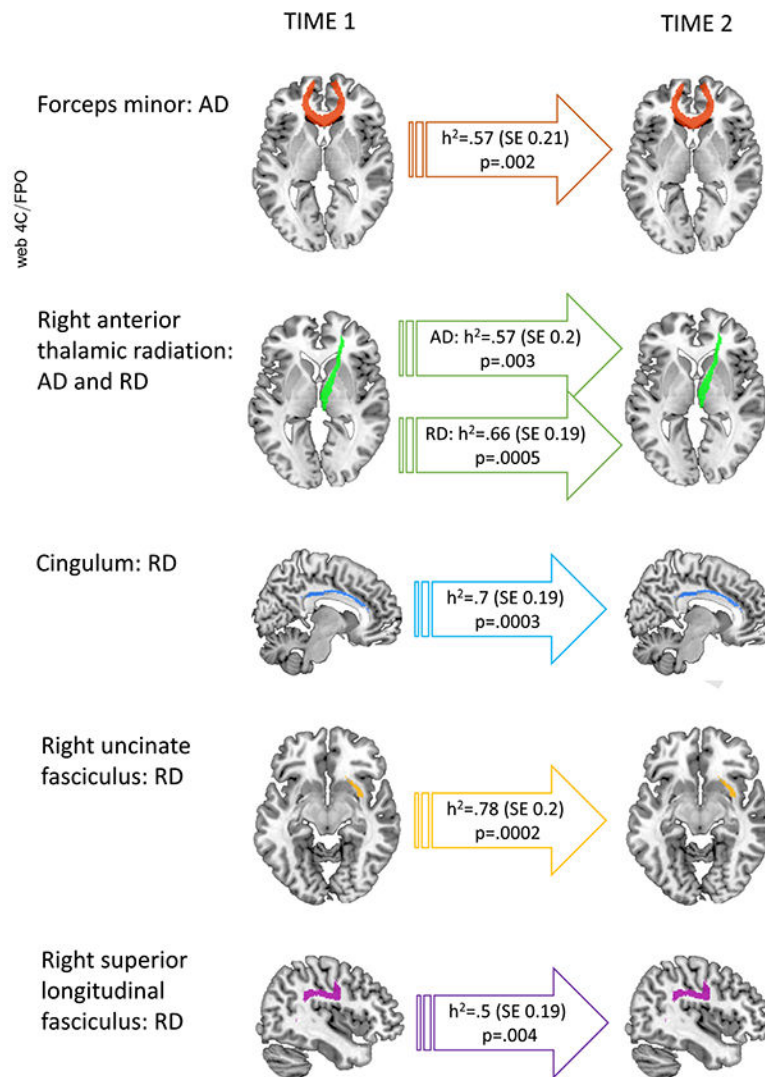 TIME 1
TIME 2
Forceps minor: AD
h²=.57 (SE 0.21)
p=.002
web 4C/FPO
Right anterior
thalamic radiation:
AD and RD
AD: h²=.57 (SE 0.2)
p=.003
RD: h²=.66 (SE 0.19)
p=.0005
Cingulum: RD
h²=.7 (SE 0.19)
p=.0003
Right uncinate
fasciculus: RD
h²=.78 (SE 0.2)
p=.0002
Right superior
longitudinal
fasciculus: RD
h²=.5 (SE 0.19)
p=.004